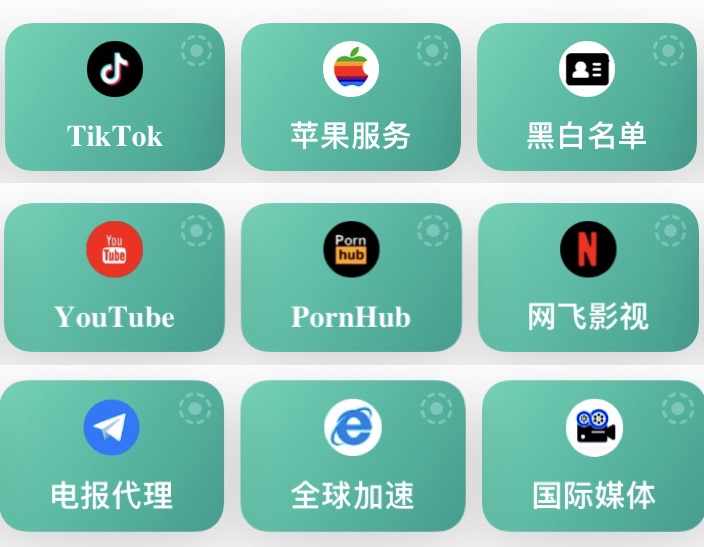 TikTok
苹果服务
黑白名单
You
Tube
YouTube
Porn
hub
PornHub
N
网飞影视
电报代理
全球加速
国际媒体